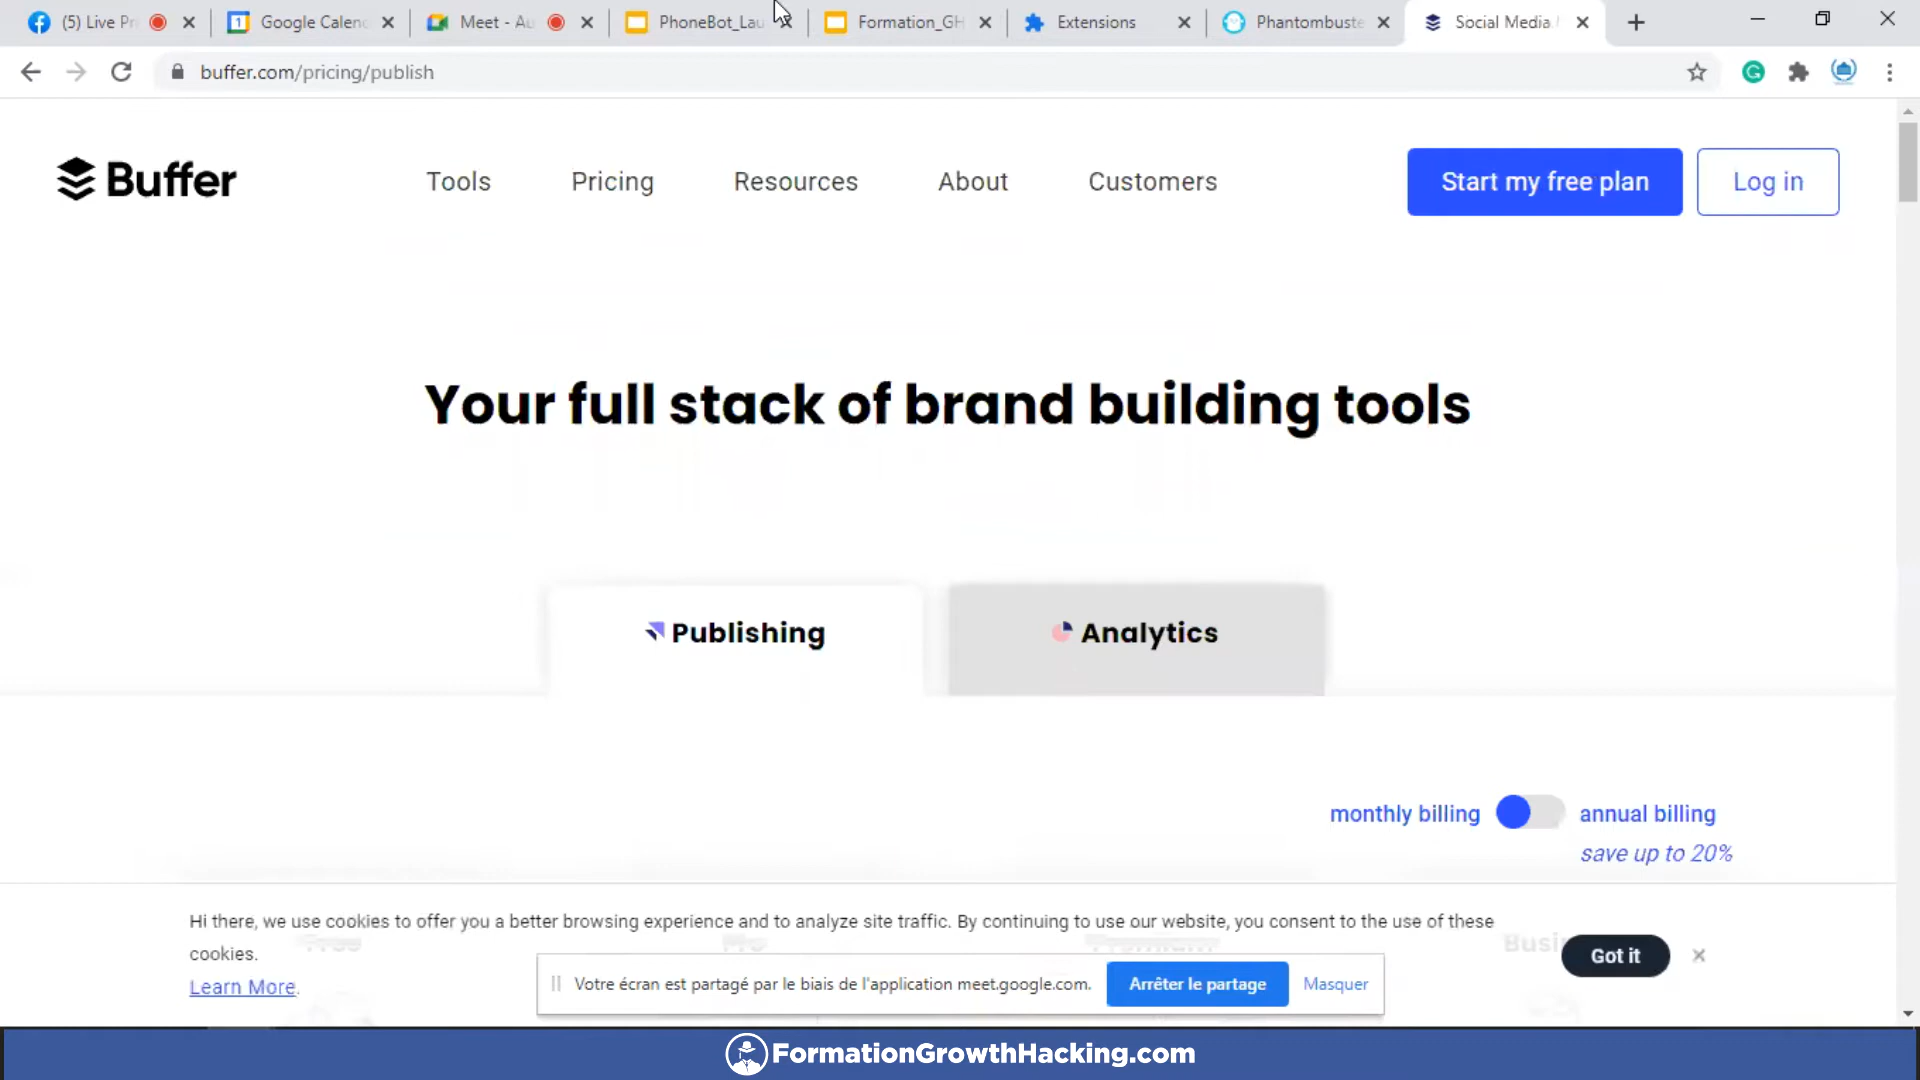 (5) Live Pr
Google Calen
Meet - Au
PhoneBot_Lau
Formation_GH
Extensions
Phantombuste
Social Media
buffer.com/pricing/publish
Buffer
Tools
Pricing
Resources
About
Customers
Start my free plan
Log in
Your full stack of brand building tools
Publishing
Analytics
monthly billing
annual billing
save up to 20%
Hi there, we use cookies to offer you a better browsing experience and to analyze site traffic. By continuing to use our website, you consent to the use of these
cookies.
Learn More.
Free
Pro
Premium
Busi
Got it
Votre écran est partagé par le biais de l'application meet.google.com.
Arrêter le partage
Masquer
FormationGrowthHacking.com